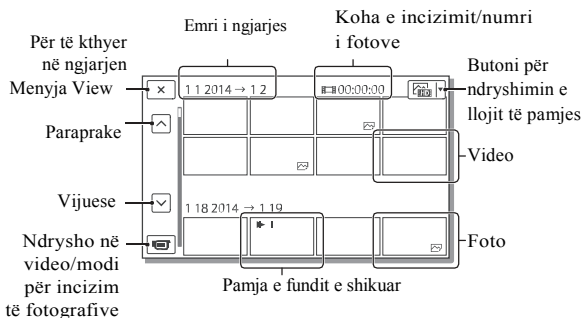 Emri i ngjarjes
Koha e incizimit/numri
i fotove
Për të kthyer
në ngjarjen
Menyja View
1 1 2014 → 1 2
00:00:00
Butoni për
ndryshimin e
llojit të pamjes
Paraprake
Video
Vijuese
1 18 2014 → 1 19
Ndrysho në
video/modi
për incizim
të fotografive
Foto
Pamja e fundit e shikuar